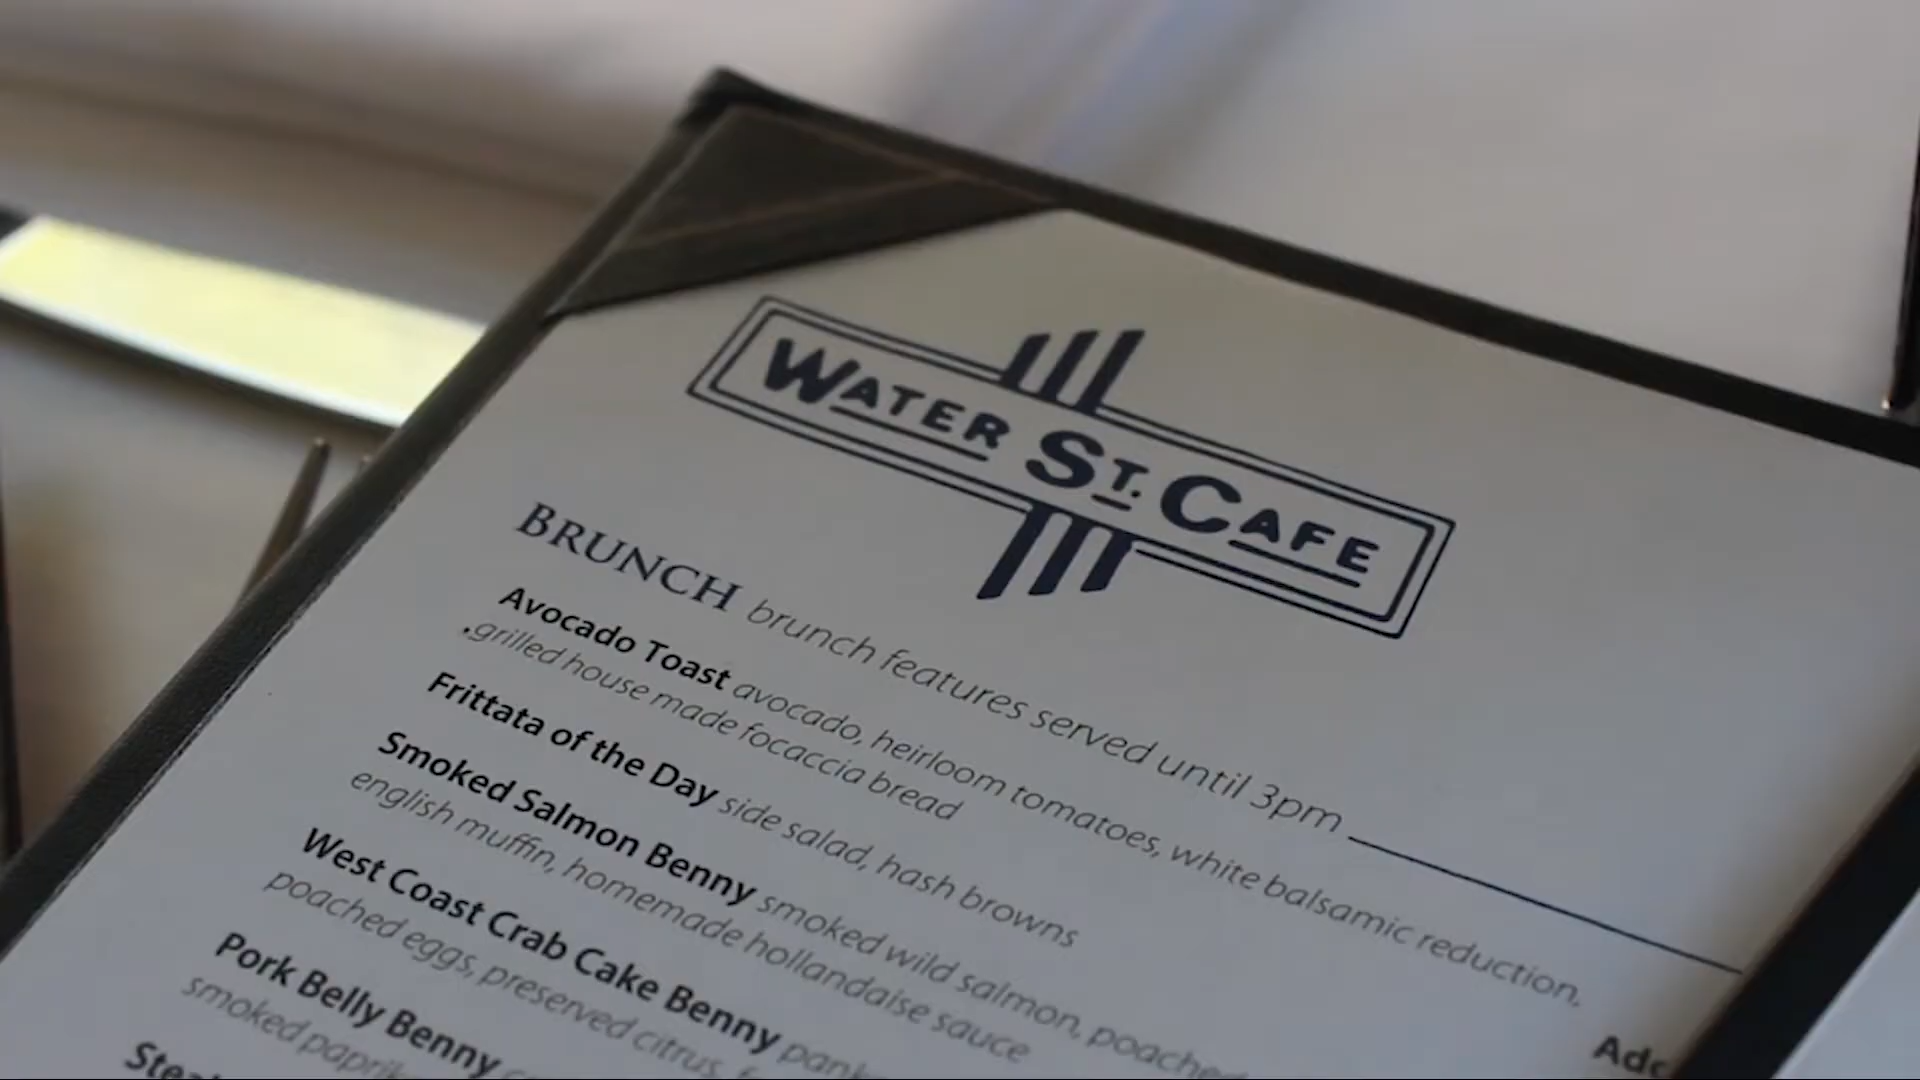 WATER ST. CAFE
BRUNCH brunch features served until 3pm
Avocado Toast avocado, heirloom tomatoes, white balsamic reduction,
grilled house made focaccia bread
Frittata of the Day side salad, hash browns
Smoked Salmon Benny smoked wild salmon, poached
english muffin, homemade hollandaise sauce
West Coast Crab Cake Benny
poached eggs, preserved citrus,
Pork Belly Benny
smoked